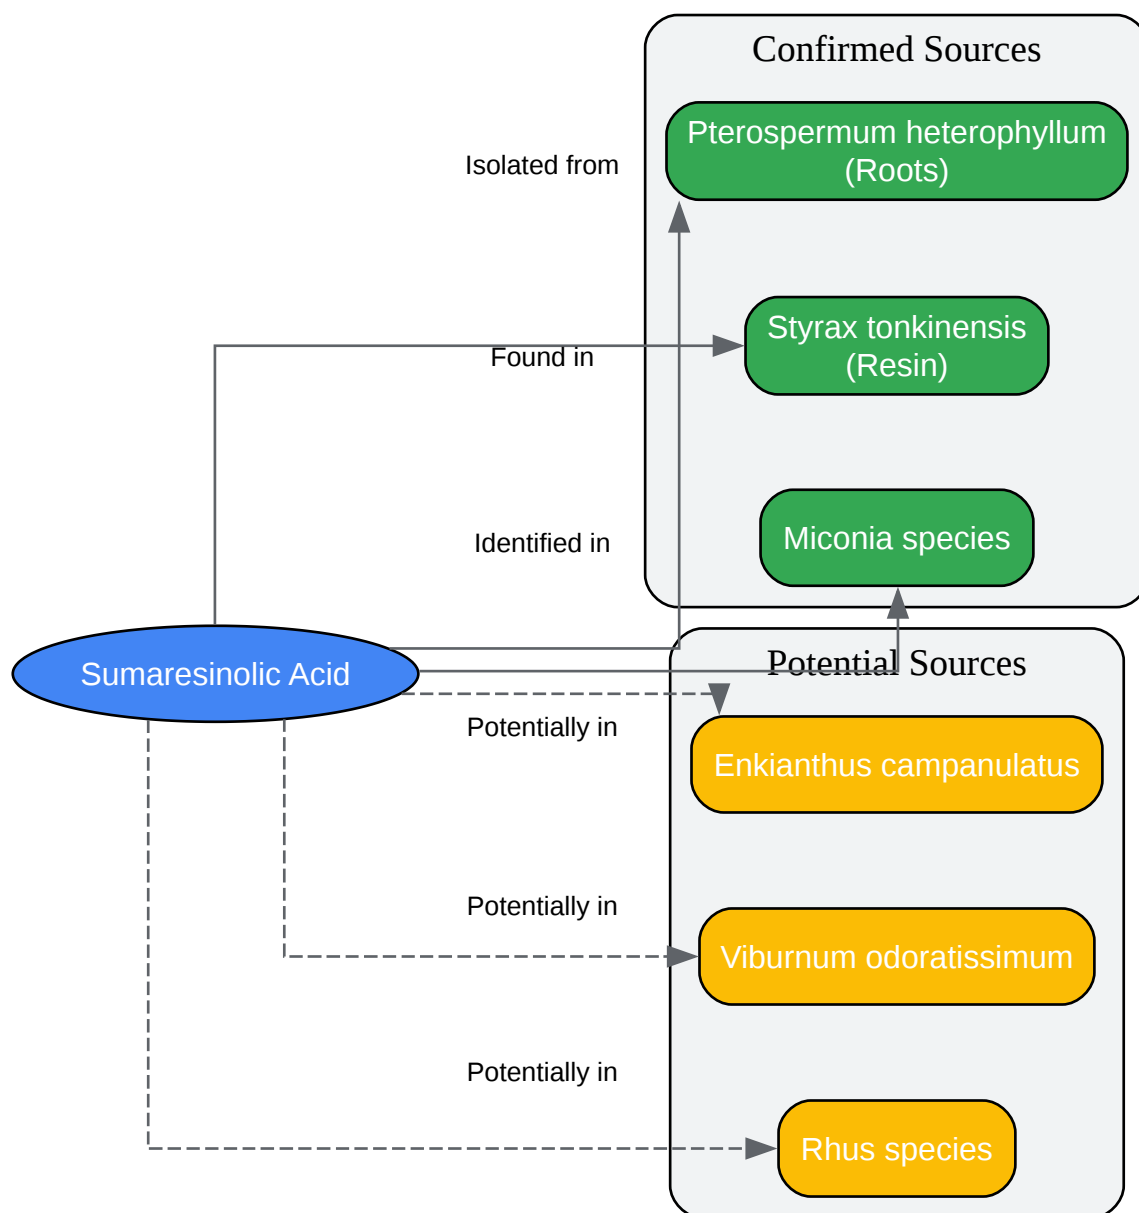 Confirmed Sources
Pterospermum heterophyllum
(Roots)
Isolated from
Styrax tonkinensis
(Resin)
Found in
Miconia species
Identified in
Sumaresinolic Acid
Potential Sources
Potentially in
Enkianthus campanulatus
Potentially in
Viburnum odoratissimum
Potentially in
Rhus species